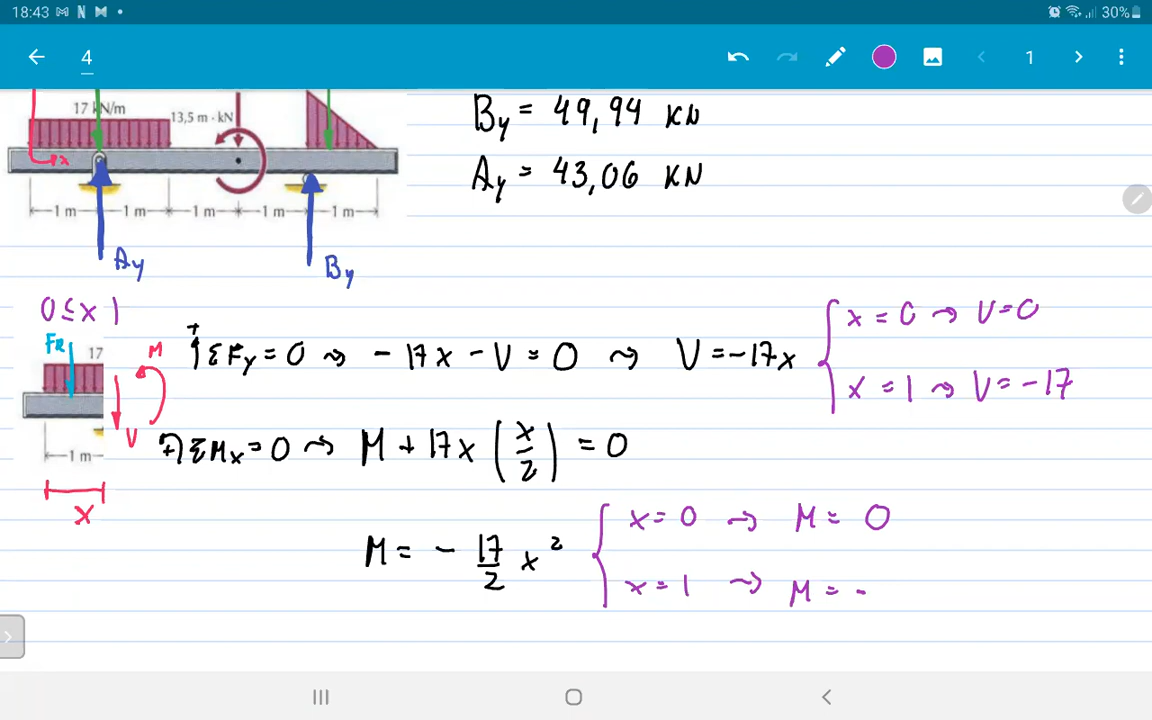 18:43
30%
4
1
17 kN/m
13,5 m · kN
x
1 m 1 m 1 m 1 m 1 m
Ay
By
By = 49,94 KN
Ay = 43,06 KN
0 ≤ x 1
FR
17
M
V
1 m
x
+↑ΣFy = 0 ⇝ - 17x - V = 0 ⇝ V = -17x
x = 0 ⇝ V = 0
x = 1 ⇝ V = -17
ΣMx = 0 ⇝ M + 17x (x/2) = 0
M = - 17/2 x²
x = 0 ⇝ M = 0
x = 1 ⇝ M = -